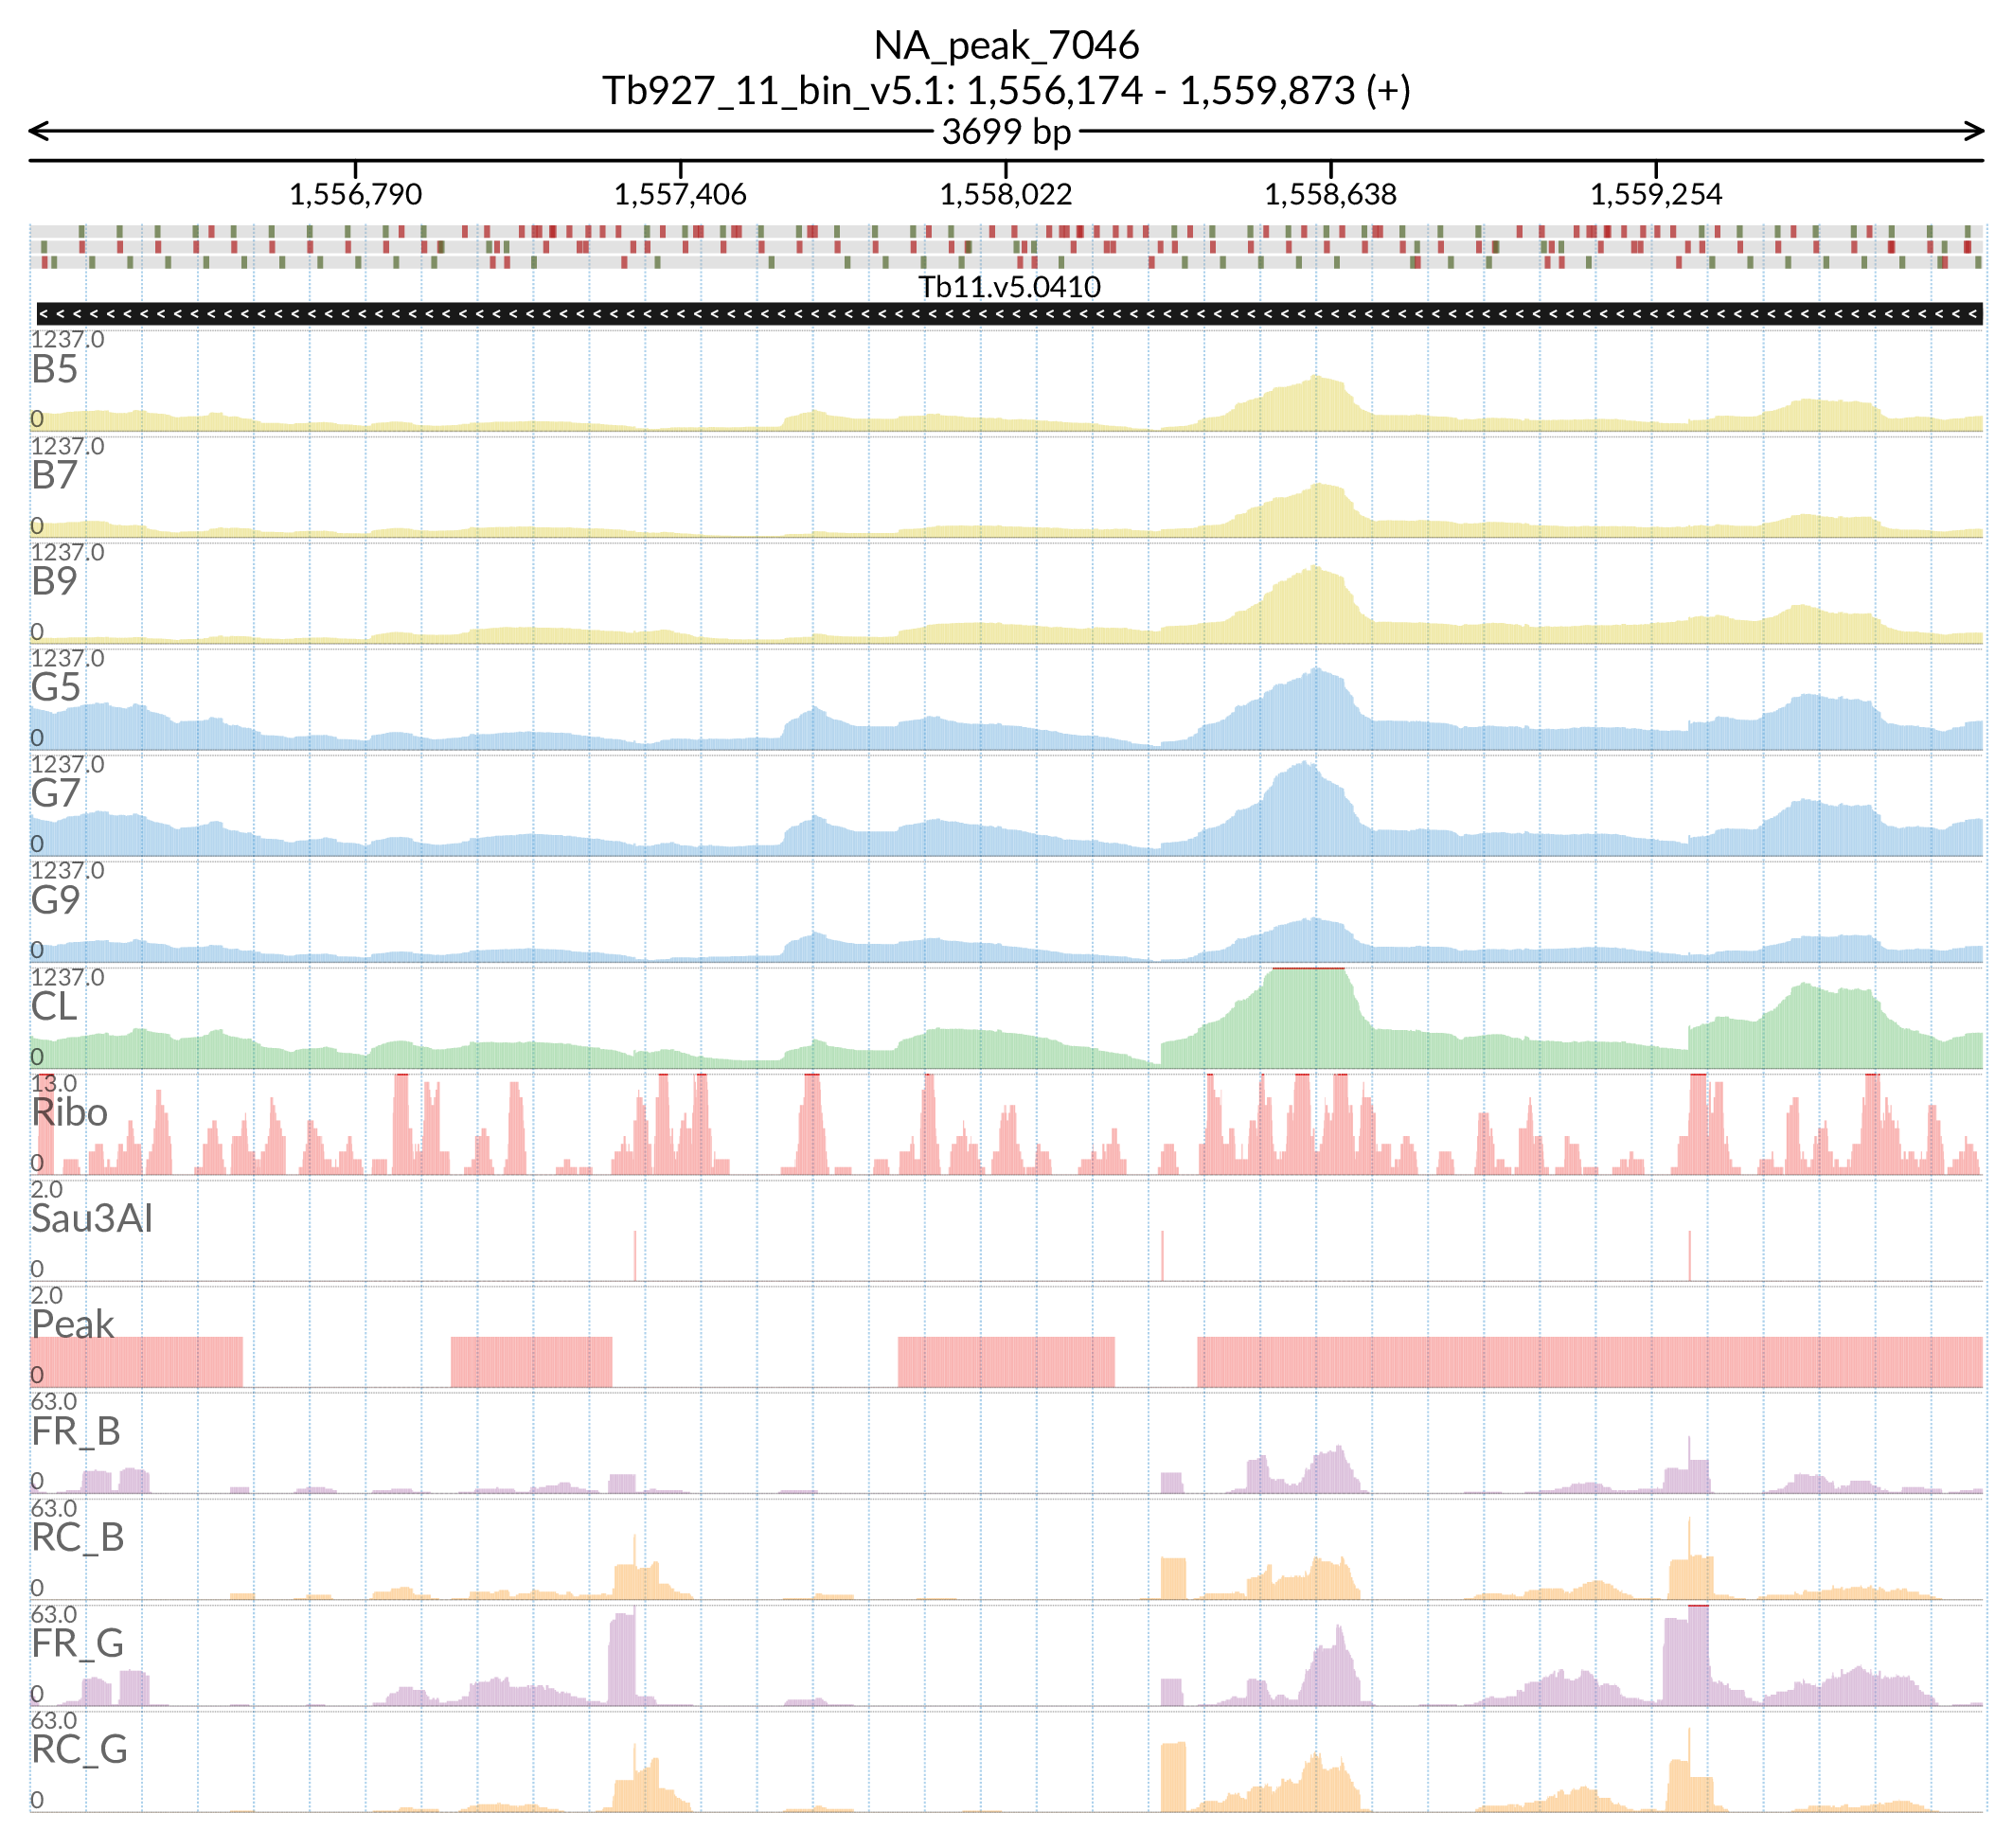 NA_peak_7046
Tb927_11_bin_v5.1: 1,556,174 - 1,559,873 (+)
3699 bp
1,556,790 1,557,406 1,558,022 1,558,638 1,559,254
Tb11.v5.0410
1237.0
B5
0
1237.0
B7
0
1237.0
B9
0
1237.0
G5
0
1237.0
G7
0
1237.0
G9
0
1237.0
CL
0
13.0
Ribo
0
2.0
Sau3AI
0
2.0
Peak
0
63.0
FR_B
0
63.0
RC_B
0
63.0
FR_G
0
63.0
RC_G
0